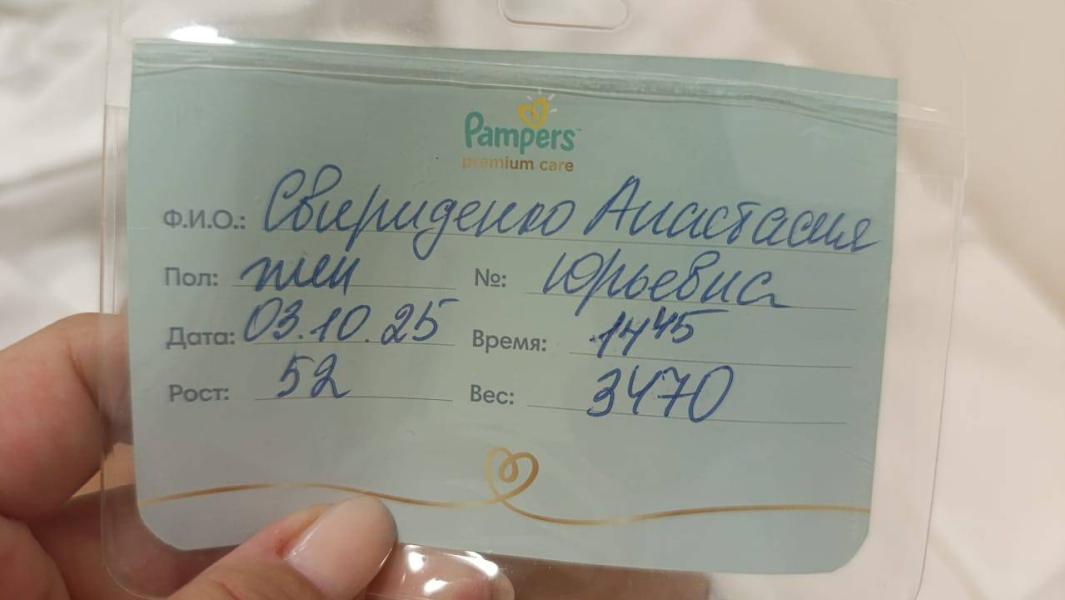 Pampers
premium care
Ф.И.О.: Свириденко Анастасия
Пол: жен №: Юрьевна
Дата: 03.10.25 Время: 14 45
Рост: 52 Вес: 3470